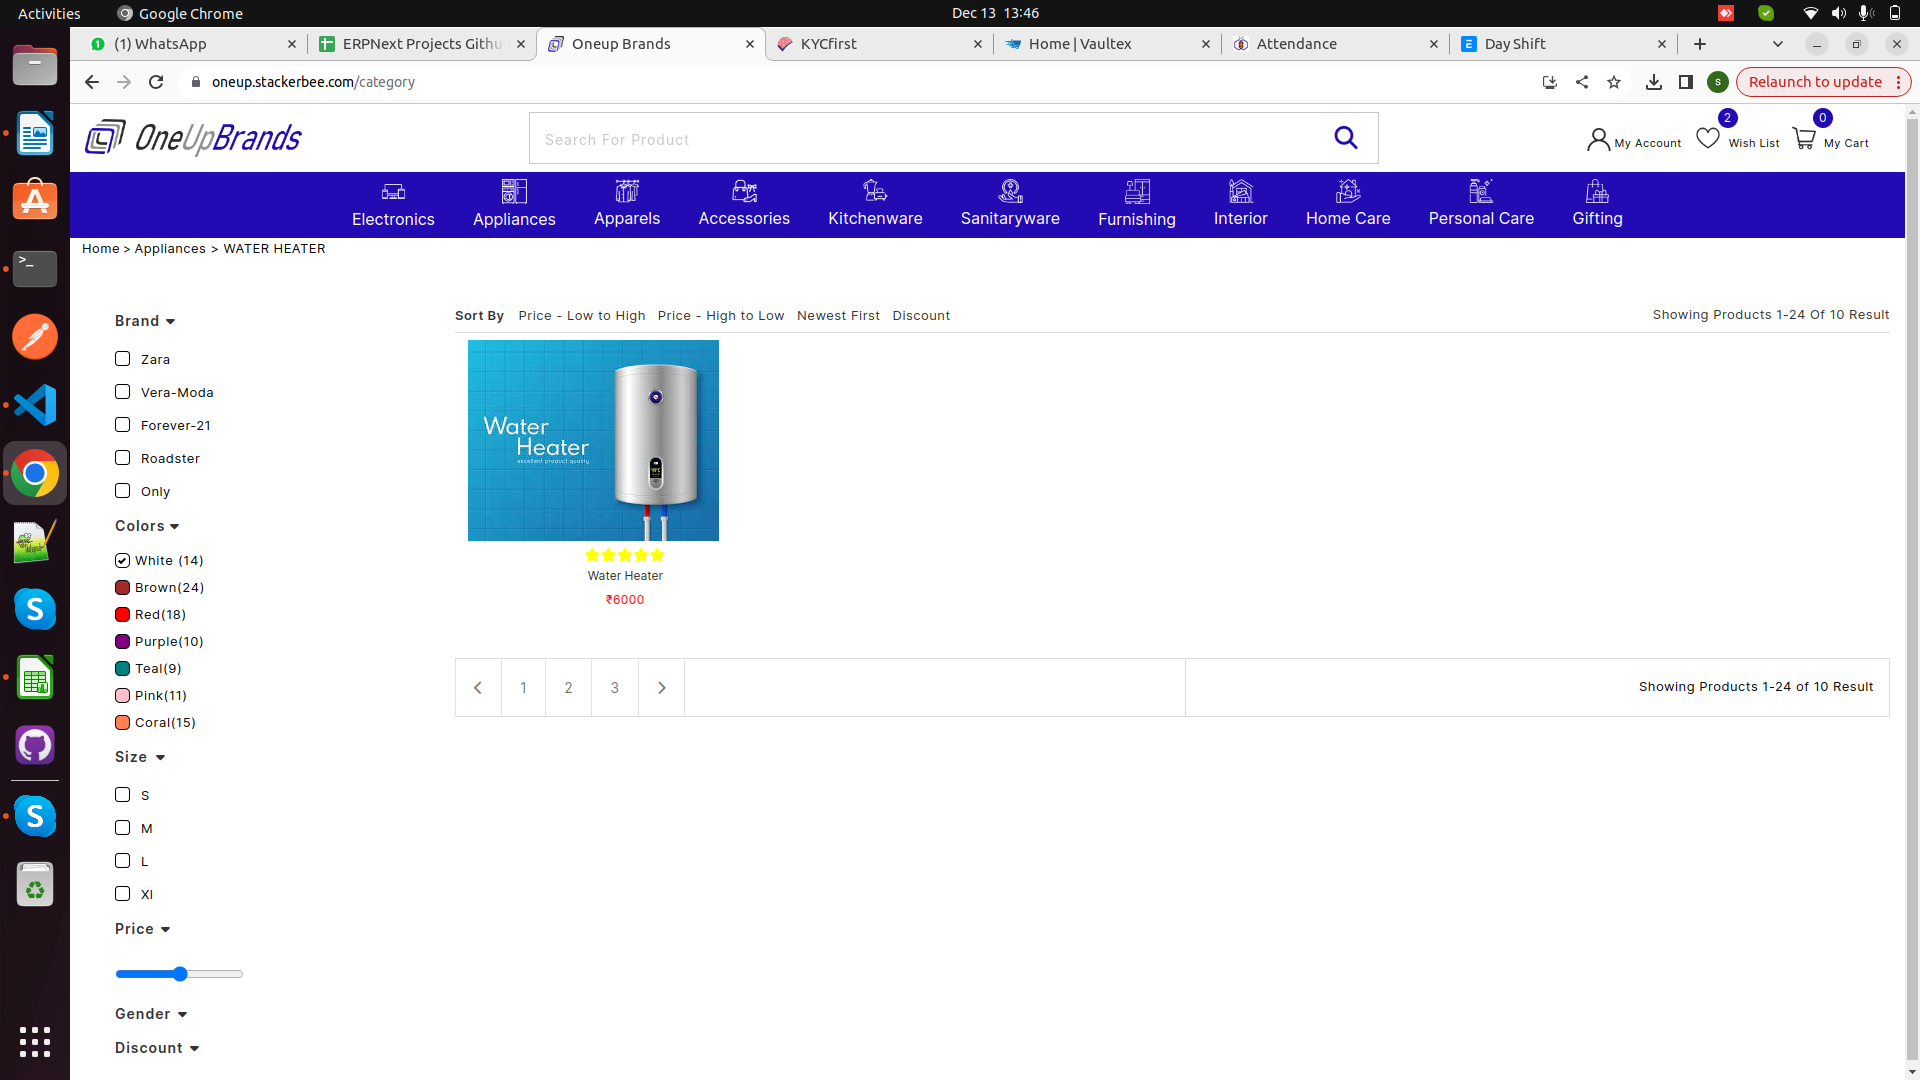 Activities
Google Chrome
Dec 13 13:46
(1) WhatsApp
ERPNext Projects Githu
Oneup Brands
KYCfirst
Home | Vaultex
Attendance
Day Shift
oneup.stackerbee.com/category
S
Relaunch to update
OneUpBrands
Search For Product
My Account
2
Wish List
0
My Cart
Electronics
Appliances
Apparels
Accessories
Kitchenware
Sanitaryware
Furnishing
Interior
Home Care
Personal Care
Gifting
Home > Appliances > WATER HEATER
Brand
Zara
Vera-Moda
Forever-21
Roadster
Only
Colors
White (14)
Brown(24)
Red(18)
Purple(10)
Teal(9)
Pink(11)
Coral(15)
Size
S
M
L
Xl
Price
Gender
Discount
Sort By Price - Low to High Price - High to Low Newest First Discount
Showing Products 1-24 Of 10 Result
Water
Heater
excellent product quality
Water Heater
₹6000
1
2
3
Showing Products 1-24 of 10 Result